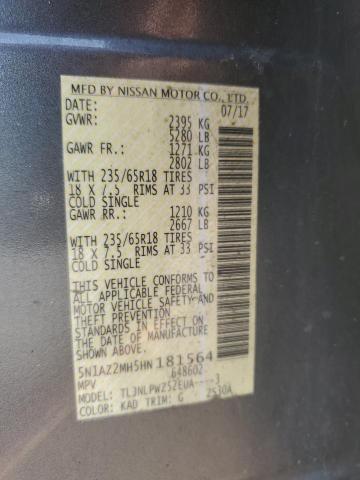 MFD BY NISSAN MOTOR CO., LTD.
DATE: 07/17
GVWR: 2395 KG
5280 LB
GAWR FR.: 1271 KG
2802 LB
WITH 235/65R18 TIRES
18 X 7.5 RIMS AT 33 PSI
COLD SINGLE
GAWR RR.: 1210 KG
2667 LB
WITH 235/65R18 TIRES
18 X 7.5 RIMS AT 33 PSI
COLD SINGLE
THIS VEHICLE CONFORMS TO
ALL APPLICABLE FEDERAL
MOTOR VEHICLE SAFETY AND
THEFT PREVENTION
STANDARDS IN EFFECT ON
THE DATE OF MANUFACTURE
SHOWN ABOVE.
5N1AZ2MH5HN181564
MPV 648602
TL3NLPWZ52EUA----3
COLOR: KAD TRIM: G 2530A